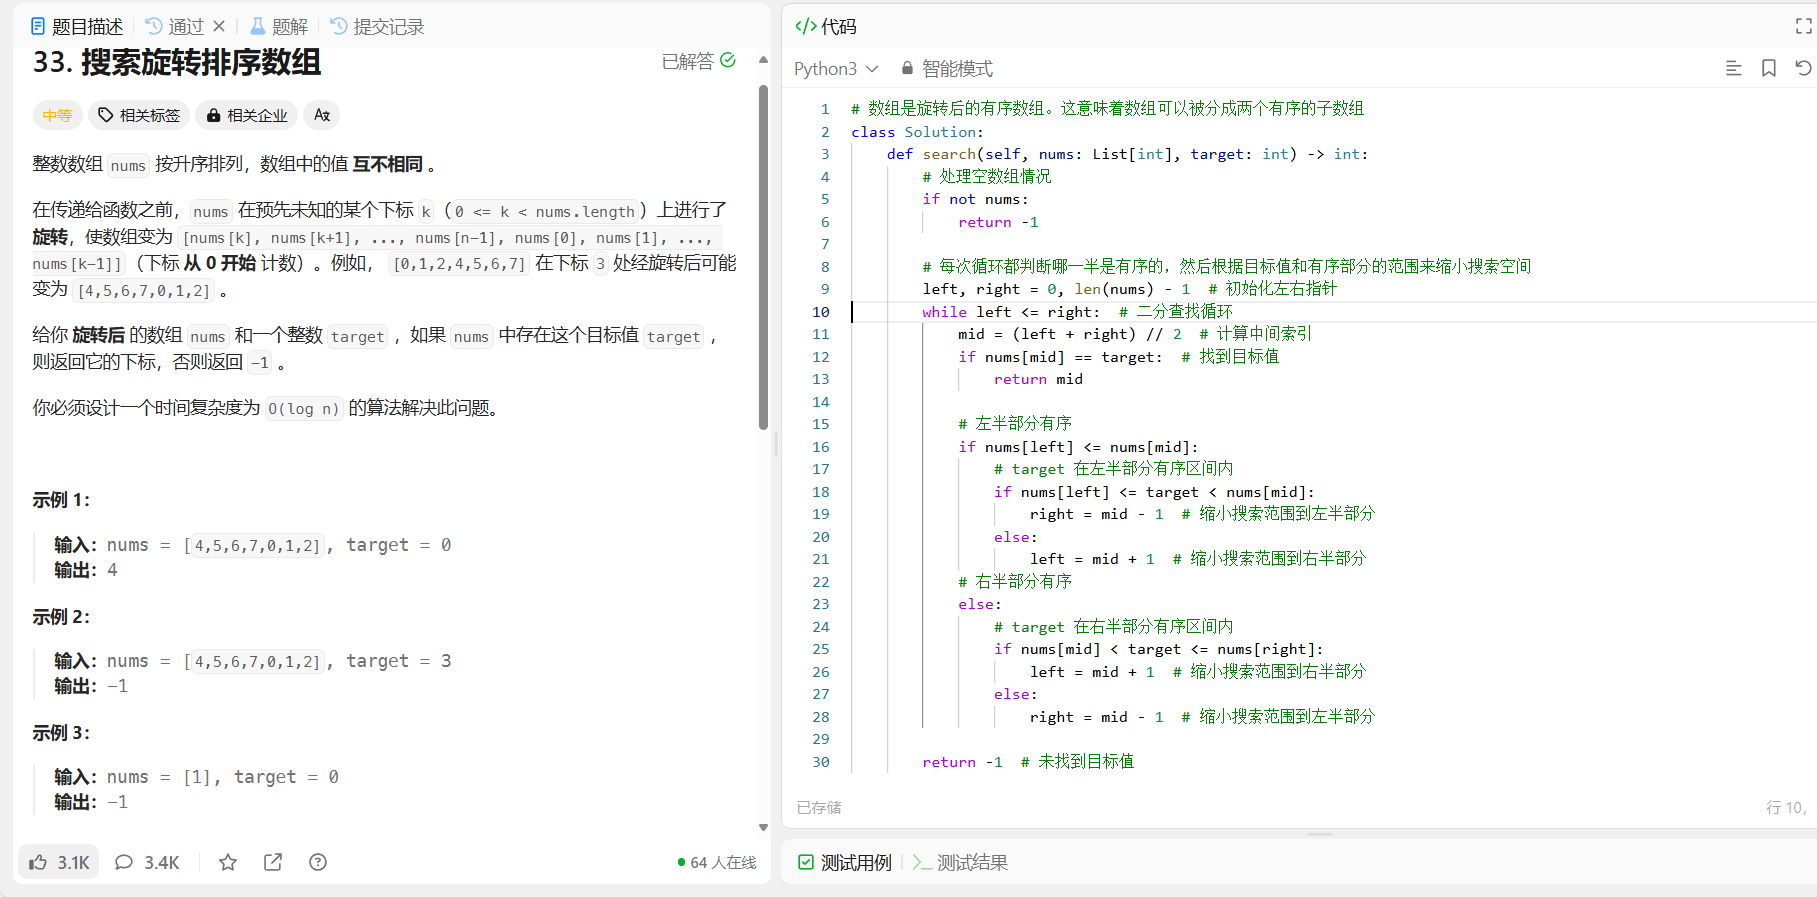 题目描述 通过 题解 提交记录
33. 搜索旋转排序数组
已解答
中等 相关标签 相关企业
整数数组 nums 按升序排列，数组中的值 互不相同 。
在传递给函数之前，nums 在预先未知的某个下标 k（0 <= k < nums.length）上进行了
旋转，使数组变为 [nums[k], nums[k+1], ..., nums[n-1], nums[0], nums[1], ...,
nums[k-1]]（下标 从 0 开始 计数）。例如， [0,1,2,4,5,6,7] 在下标 3 处经旋转后可能
变为 [4,5,6,7,0,1,2] 。
给你 旋转后 的数组 nums 和一个整数 target ，如果 nums 中存在这个目标值 target ，
则返回它的下标，否则返回 -1 。
你必须设计一个时间复杂度为 O(log n) 的算法解决此问题。
示例 1：
输入：nums = [4,5,6,7,0,1,2], target = 0
输出：4
示例 2：
输入：nums = [4,5,6,7,0,1,2], target = 3
输出：-1
示例 3：
输入：nums = [1], target = 0
输出：-1
3.1K 3.4K 64 人在线
</> 代码
Python3 智能模式
1 # 数组是旋转后的有序数组。这意味着数组可以被分成两个有序的子数组
2 class Solution:
3     def search(self, nums: List[int], target: int) -> int:
4         # 处理空数组情况
5         if not nums:
6             return -1
7
8         # 每次循环都判断哪一半是有序的，然后根据目标值和有序部分的范围来缩小搜索空间
9         left, right = 0, len(nums) - 1  # 初始化左右指针
10         while left <= right:  # 二分查找循环
11             mid = (left + right) // 2  # 计算中间索引
12             if nums[mid] == target:  # 找到目标值
13                 return mid
14
15             # 左半部分有序
16             if nums[left] <= nums[mid]:
17                 # target 在左半部分有序区间内
18                 if nums[left] <= target < nums[mid]:
19                     right = mid - 1  # 缩小搜索范围到左半部分
20                 else:
21                     left = mid + 1  # 缩小搜索范围到右半部分
22             # 右半部分有序
23             else:
24                 # target 在右半部分有序区间内
25                 if nums[mid] < target <= nums[right]:
26                     left = mid + 1  # 缩小搜索范围到右半部分
27                 else:
28                     right = mid - 1  # 缩小搜索范围到左半部分
29
30         return -1  # 未找到目标值
已存储 行 10,
测试用例 测试结果